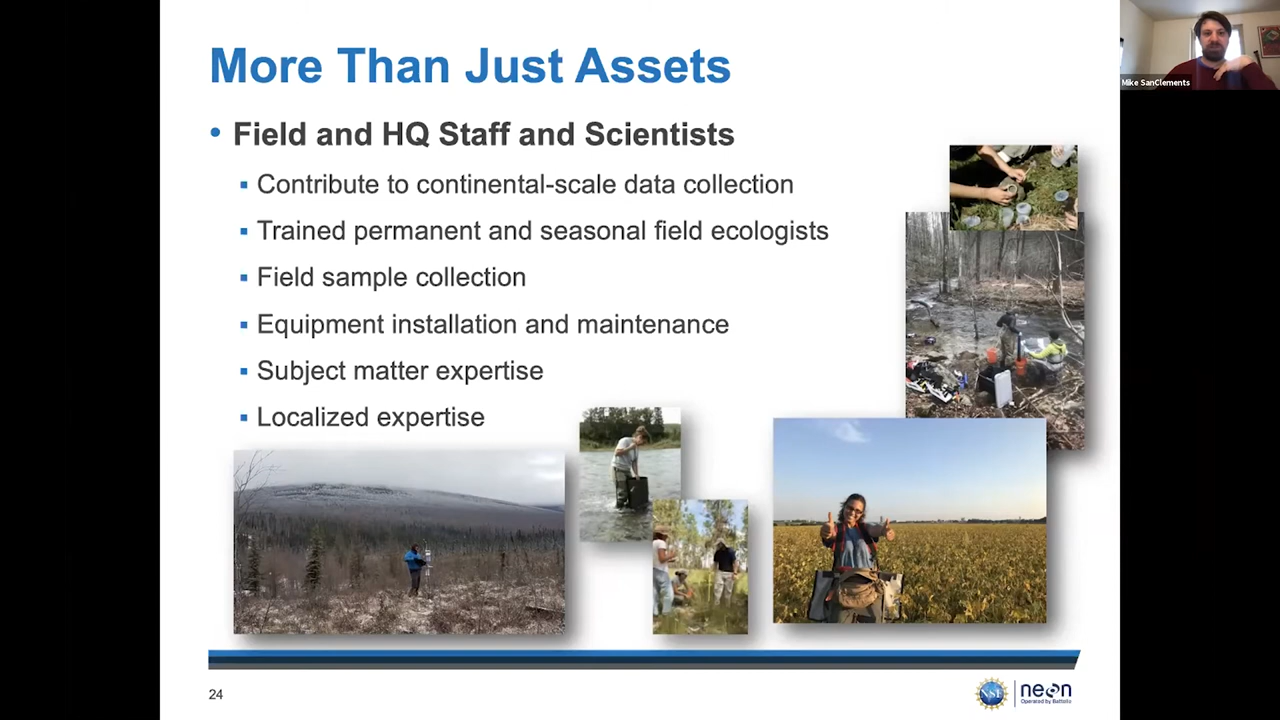 More Than Just Assets
Mike SanClements
• Field and HQ Staff and Scientists
▪ Contribute to continental-scale data collection
▪ Trained permanent and seasonal field ecologists
▪ Field sample collection
▪ Equipment installation and maintenance
▪ Subject matter expertise
▪ Localized expertise
24
NSF
neon
Operated by Battelle